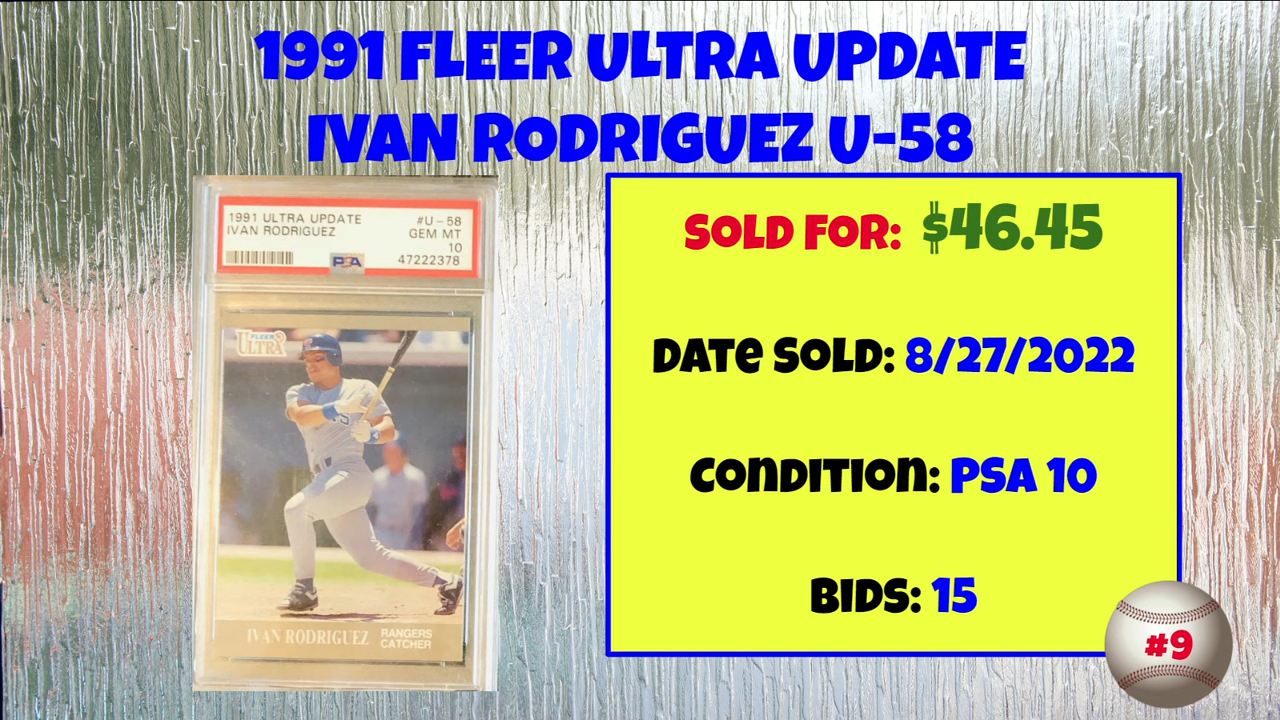 1991 FLEER ULTRA UPDATE
IVAN RODRIGUEZ U-58
1991 ULTRA UPDATE #U-58
IVAN RODRIGUEZ GEM MT
10
PSA 47222378
FLEER
ULTRA
IVAN RODRIGUEZ RANGERS
CATCHER
SOLD FOR: $46.45
DATE SOLD: 8/27/2022
CONDITION: PSA 10
BIDS: 15
#9